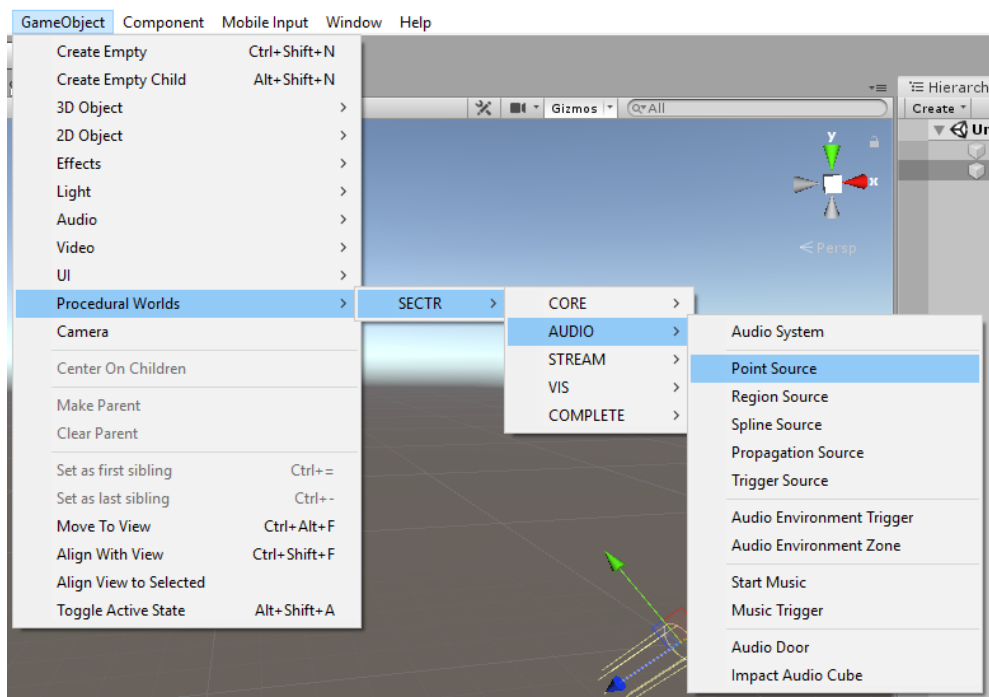 GameObject Component Mobile Input Window Help
Create Empty Ctrl+Shift+N
Create Empty Child Alt+Shift+N
3D Object
2D Object
Effects
Light
Audio
Video
UI
Procedural Worlds
Camera
Center On Children
Make Parent
Clear Parent
Set as first sibling Ctrl+=
Set as last sibling Ctrl+-
Move To View Ctrl+Alt+F
Align With View Ctrl+Shift+F
Align View to Selected
Toggle Active State Alt+Shift+A
SECTR
CORE
AUDIO
STREAM
VIS
COMPLETE
Audio System
Point Source
Region Source
Spline Source
Propagation Source
Trigger Source
Audio Environment Trigger
Audio Environment Zone
Start Music
Music Trigger
Audio Door
Impact Audio Cube
Gizmos All
y
x
Persp
Hierarch
Create
Ur